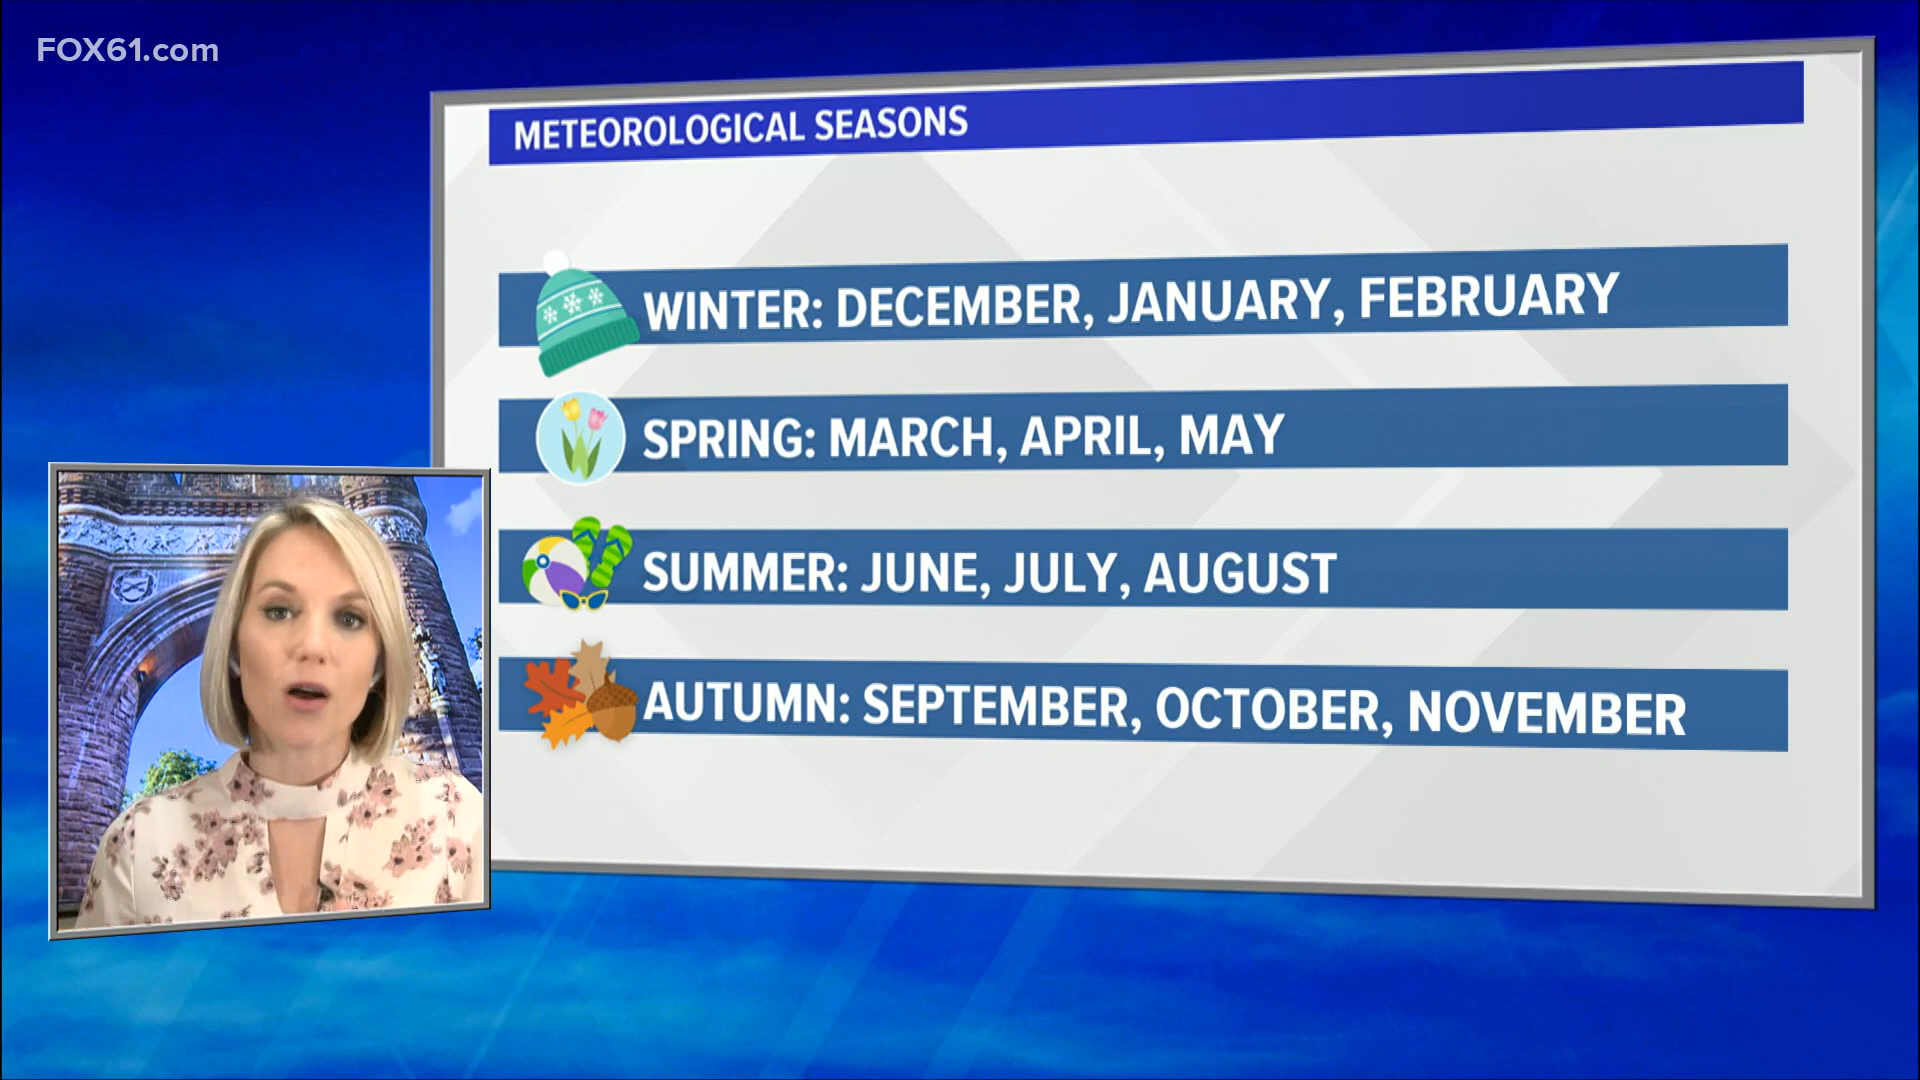 FOX61.com
METEOROLOGICAL SEASONS
WINTER: DECEMBER, JANUARY, FEBRUARY
SPRING: MARCH, APRIL, MAY
SUMMER: JUNE, JULY, AUGUST
AUTUMN: SEPTEMBER, OCTOBER, NOVEMBER